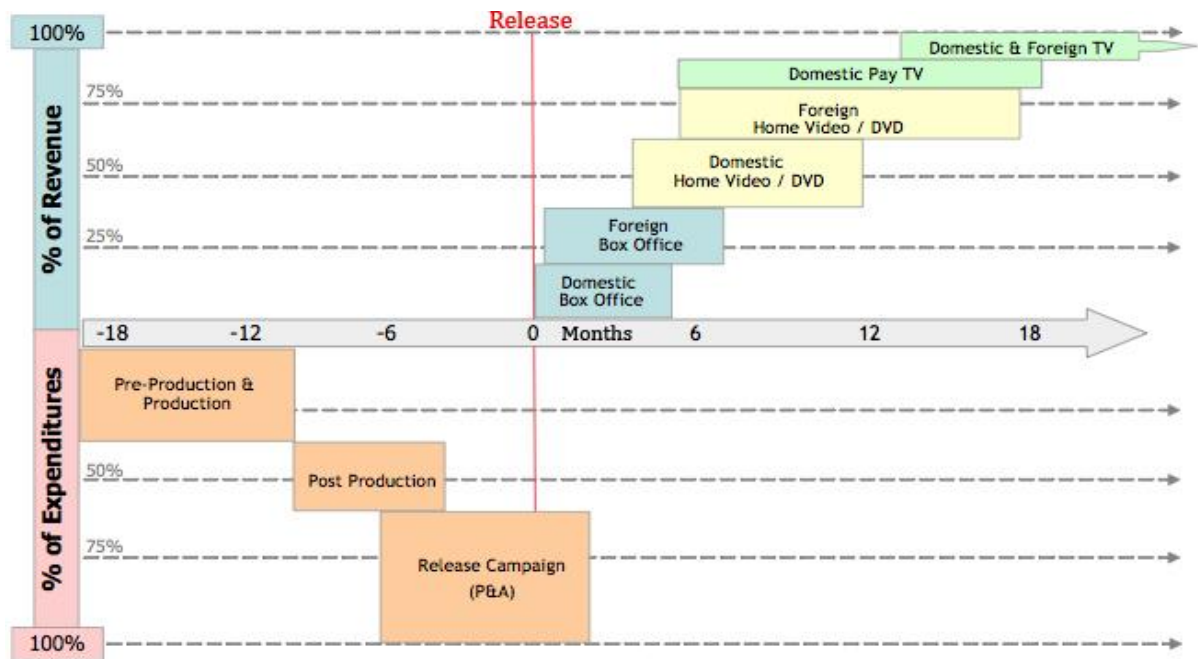 Release
100%
Domestic & Foreign TV
Domestic Pay TV
75%
Foreign
Home Video / DVD
% of Revenue
50%
Domestic
Home Video / DVD
25%
Foreign
Box Office
Domestic
Box Office
-18 -12 -6 0 Months 6 12 18
Pre-Production &
Production
% of Expenditures
50%
Post Production
75%
Release Campaign
(P&A)
100%